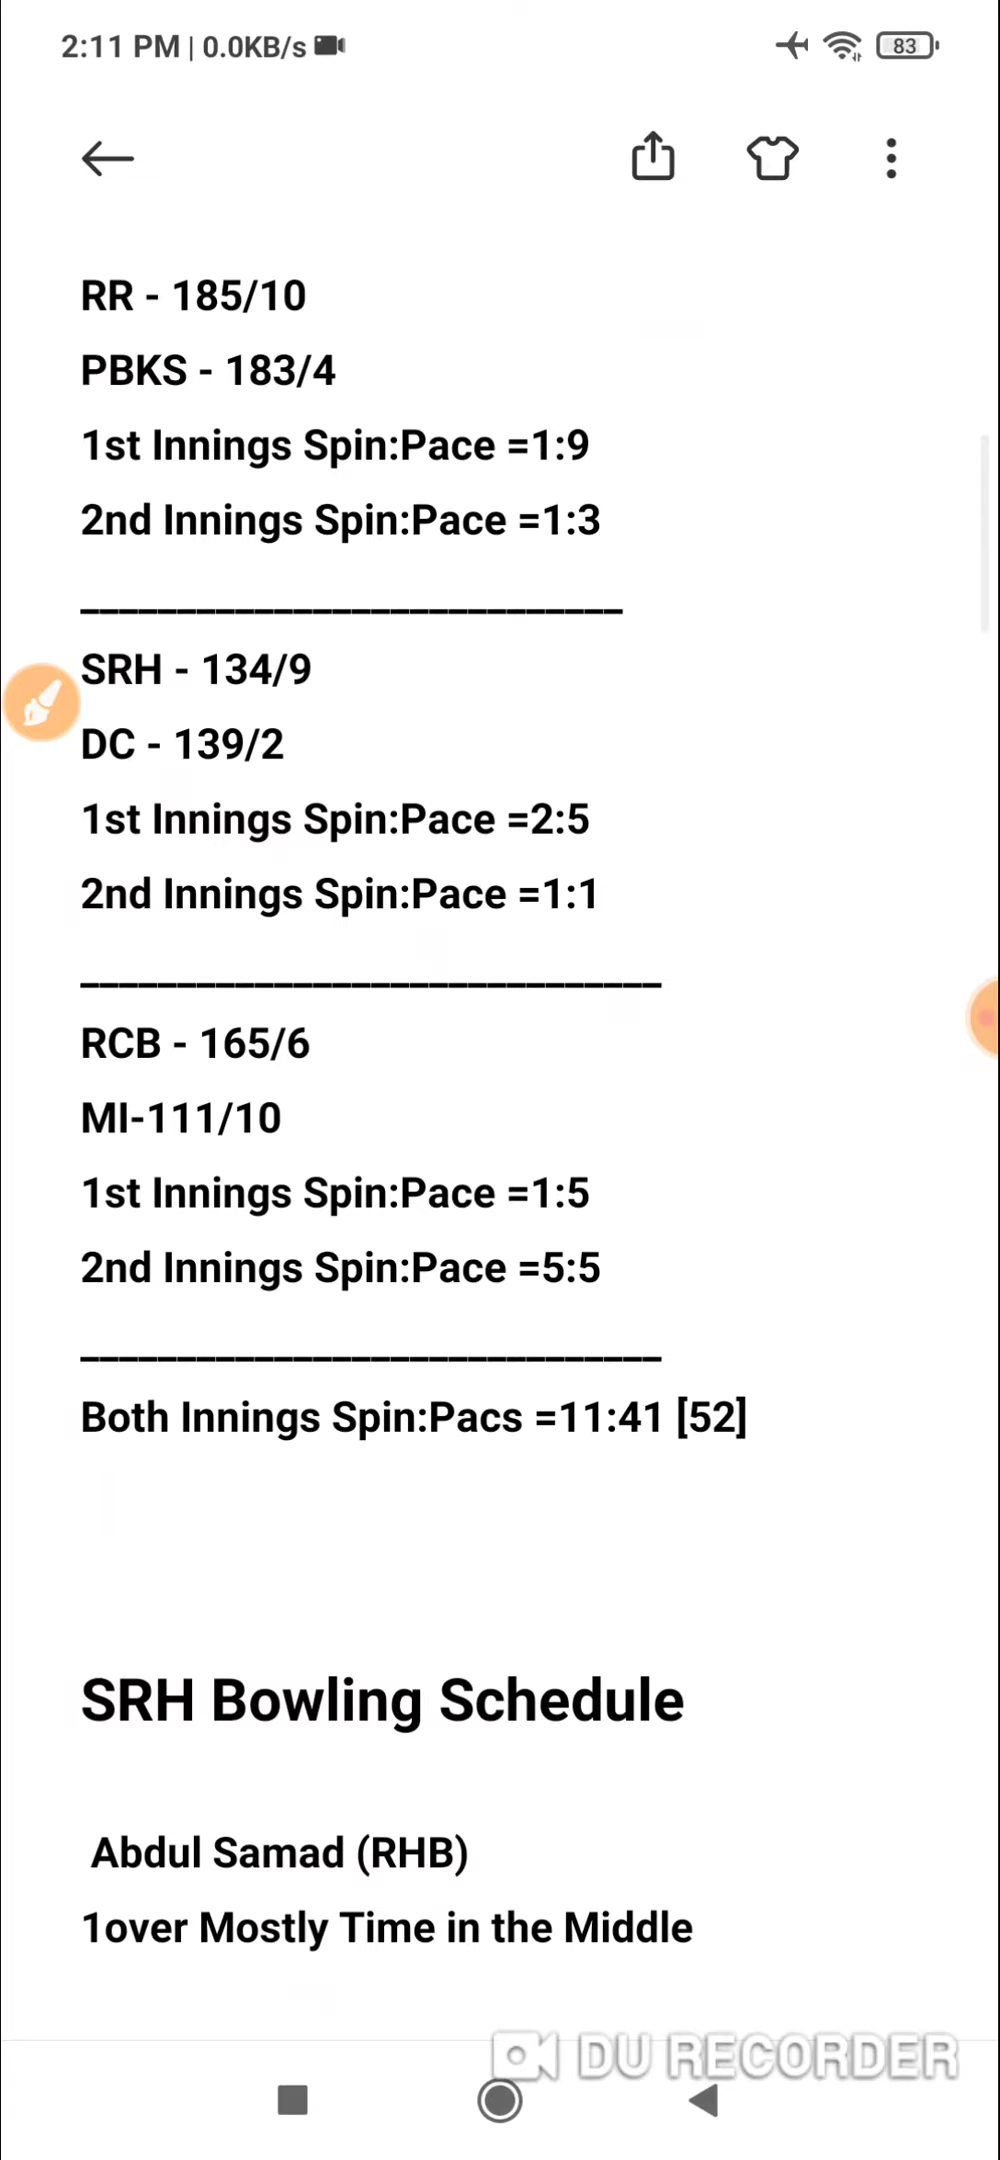 2:11 PM | 0.0KB/s 83
RR - 185/10
PBKS - 183/4
1st Innings Spin:Pace =1:9
2nd Innings Spin:Pace =1:3
____________________________
SRH - 134/9
DC - 139/2
1st Innings Spin:Pace =2:5
2nd Innings Spin:Pace =1:1
______________________________
RCB - 165/6
MI-111/10
1st Innings Spin:Pace =1:5
2nd Innings Spin:Pace =5:5
______________________________
Both Innings Spin:Pacs =11:41 [52]
SRH Bowling Schedule
Abdul Samad (RHB)
1over Mostly Time in the Middle
DU RECORDER